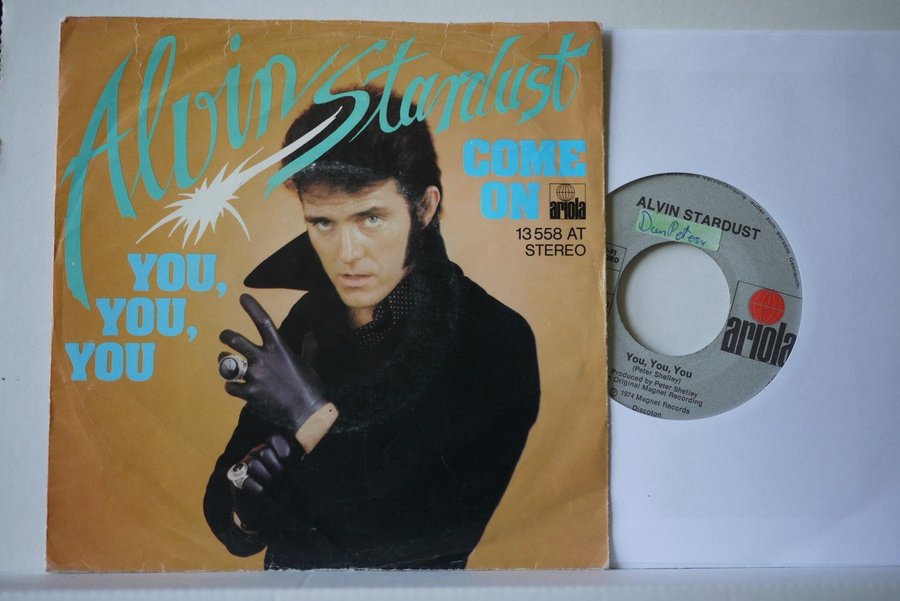 Alvin Stardust
COME
ON
ariola
13 558 AT
STEREO
YOU,
YOU,
YOU
ALVIN STARDUST
ariola
You, You, You
(Peter Shelley)
Produced by Peter Shelley
Original Magnet Recording
℗ 1974 Magnet Records
Discoton